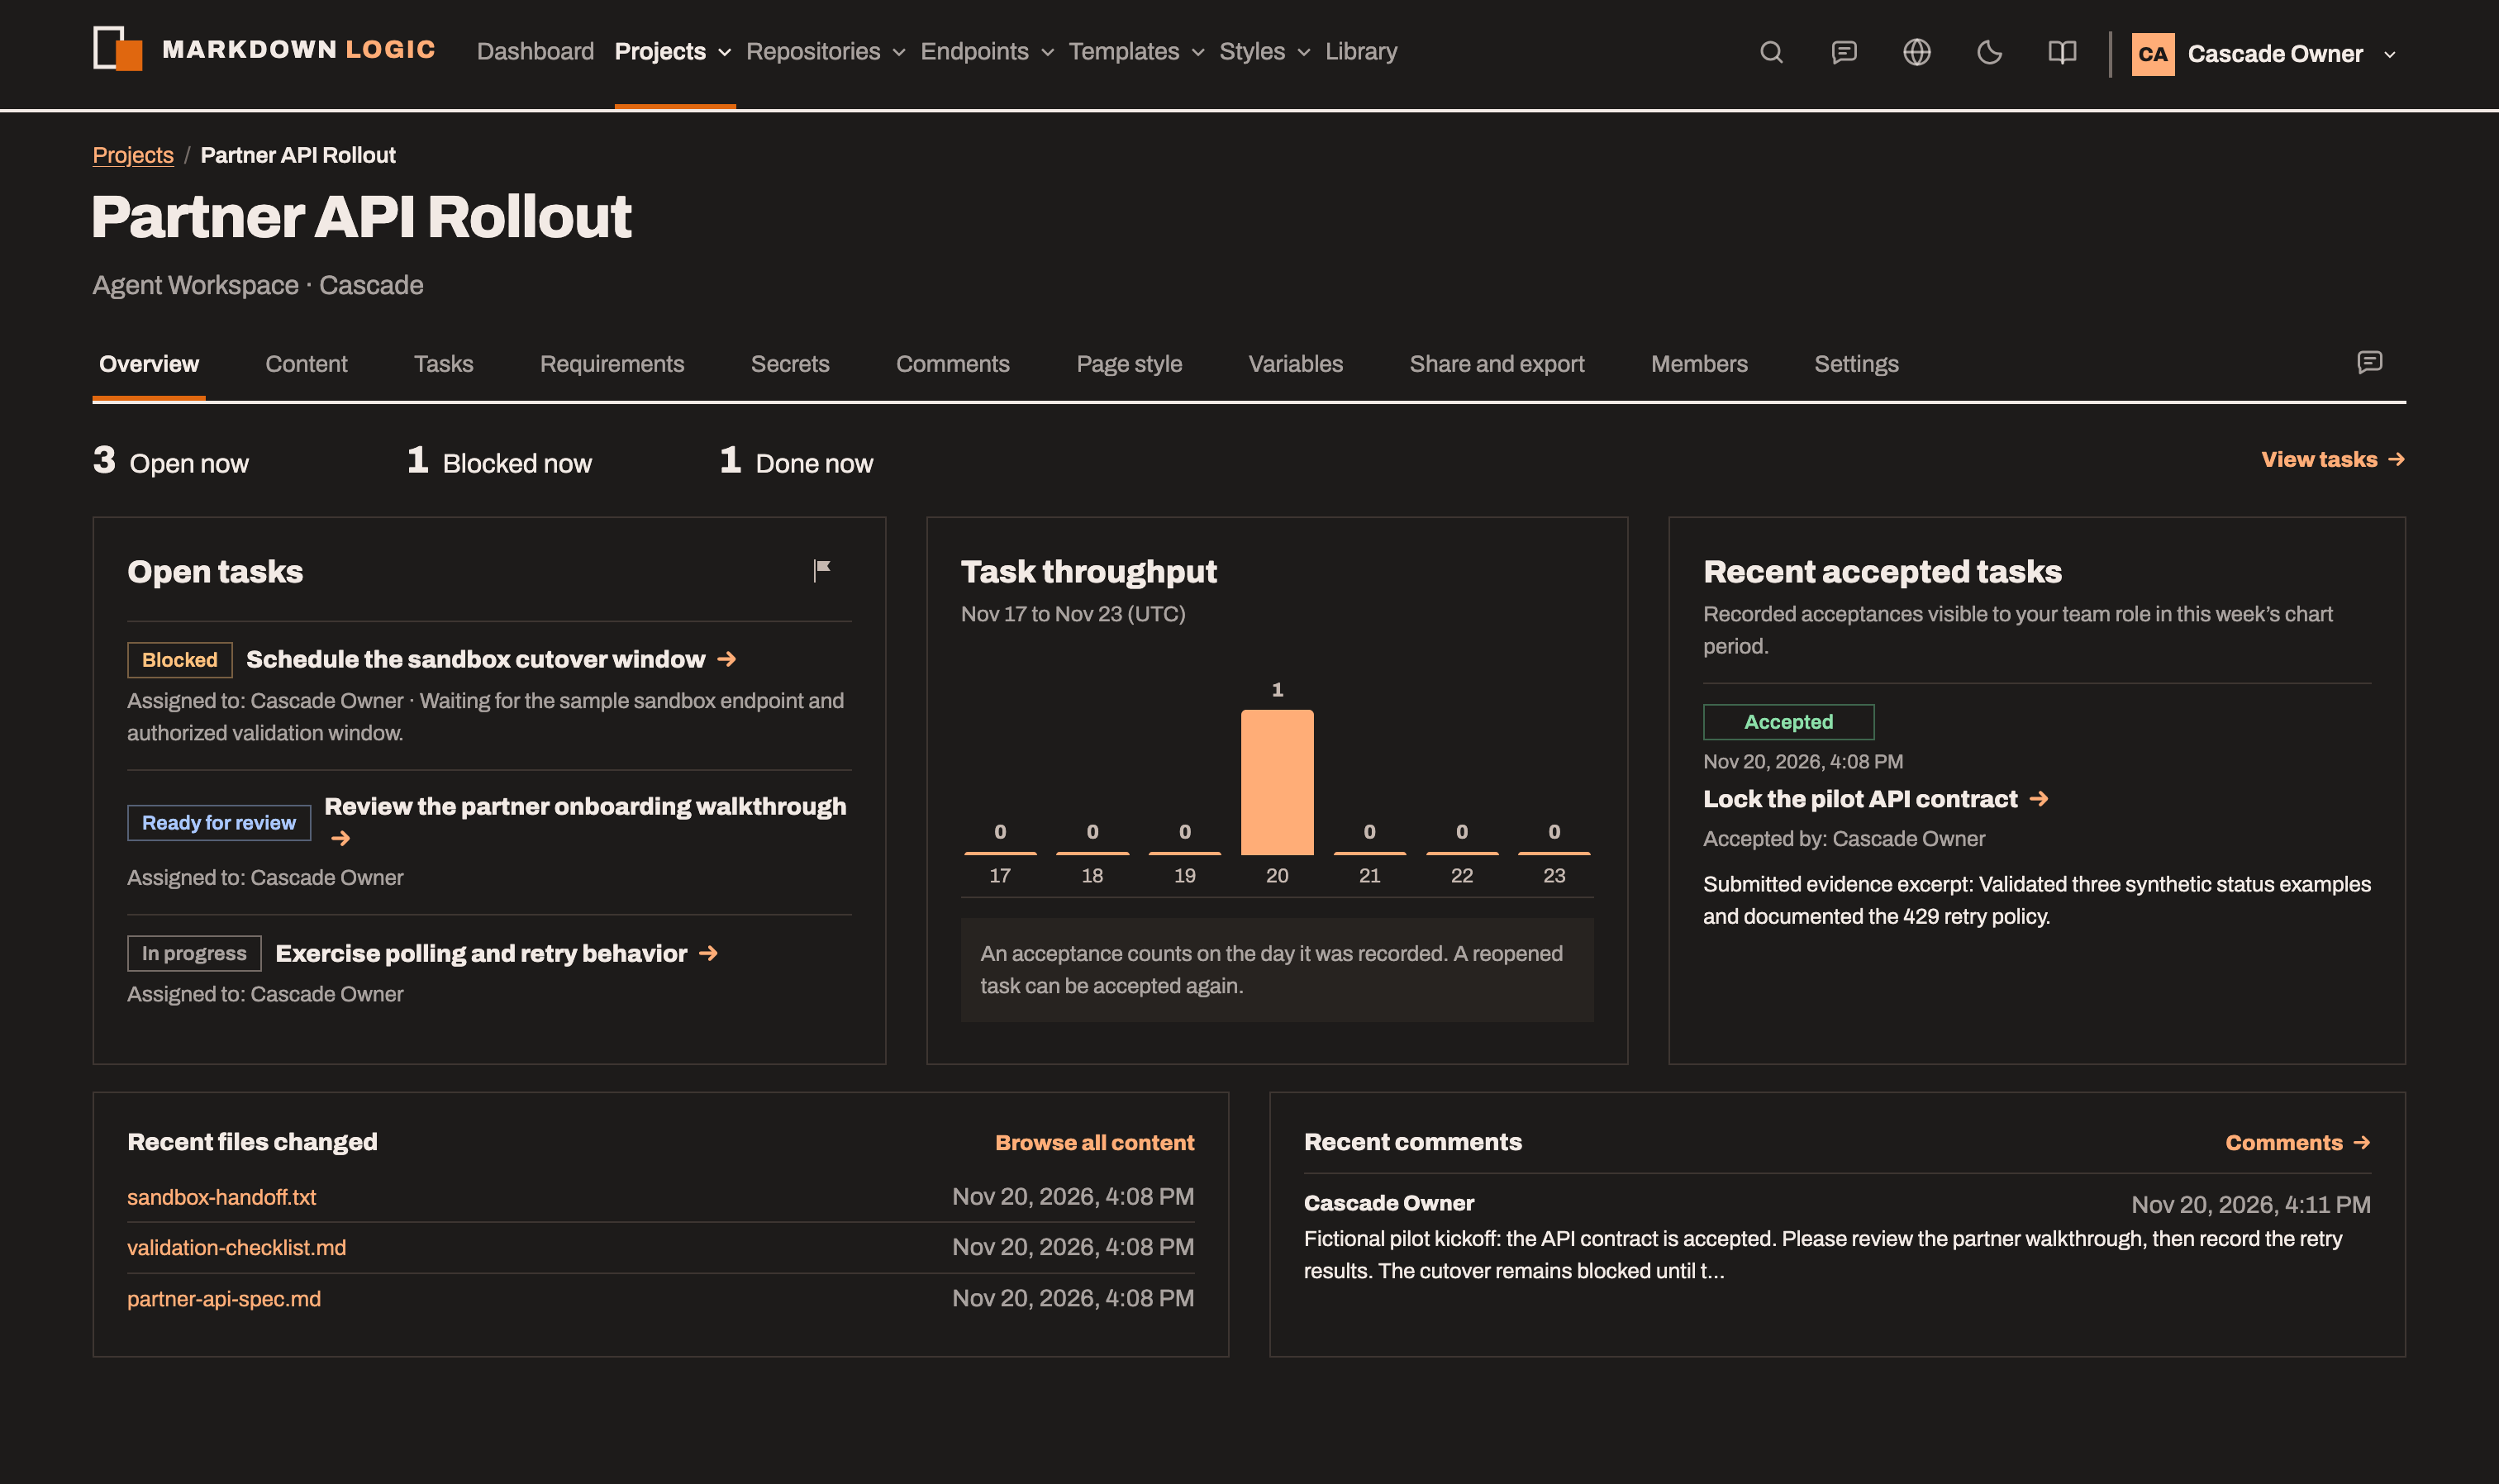 MARKDOWN LOGIC
Dashboard
Projects
Repositories
Endpoints
Templates
Styles
Library
CA
Cascade Owner
Projects / Partner API Rollout
Partner API Rollout
Agent Workspace · Cascade
Overview
Content
Tasks
Requirements
Secrets
Comments
Page style
Variables
Share and export
Members
Settings
3 Open now
1 Blocked now
1 Done now
View tasks →
Open tasks
Blocked
Schedule the sandbox cutover window →
Assigned to: Cascade Owner · Waiting for the sample sandbox endpoint and
authorized validation window.
Ready for review
Review the partner onboarding walkthrough
→
Assigned to: Cascade Owner
In progress
Exercise polling and retry behavior →
Assigned to: Cascade Owner
Task throughput
Nov 17 to Nov 23 (UTC)
1
0 0 0 0 0 0
17 18 19 20 21 22 23
An acceptance counts on the day it was recorded. A reopened
task can be accepted again.
Recent accepted tasks
Recorded acceptances visible to your team role in this week’s chart
period.
Accepted
Nov 20, 2026, 4:08 PM
Lock the pilot API contract →
Accepted by: Cascade Owner
Submitted evidence excerpt: Validated three synthetic status examples
and documented the 429 retry policy.
Recent files changed
Browse all content
sandbox-handoff.txt
Nov 20, 2026, 4:08 PM
validation-checklist.md
Nov 20, 2026, 4:08 PM
partner-api-spec.md
Nov 20, 2026, 4:08 PM
Recent comments
Comments →
Cascade Owner
Nov 20, 2026, 4:11 PM
Fictional pilot kickoff: the API contract is accepted. Please review the partner walkthrough, then record the retry
results. The cutover remains blocked until t...